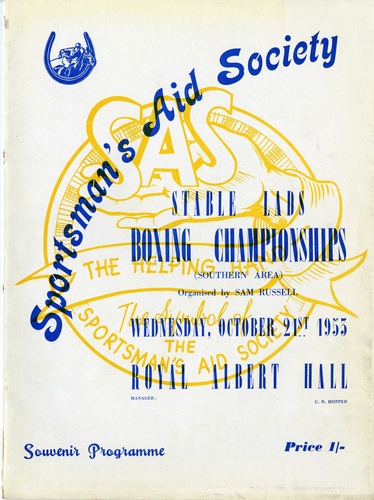 Sportsman's Aid Society
SAS
STABLE LADS
BOXING CHAMPIONSHIPS
THE HELPING HAND
(SOUTHERN AREA)
Organised by SAM RUSSELL
The Symbol of
THE
SPORTSMAN'S AID SOCIETY
WEDNESDAY, OCTOBER 21ST 1953
ROYAL ALBERT HALL
MANAGER: C. B. HOPPER
Souvenir Programme
Price 1/-